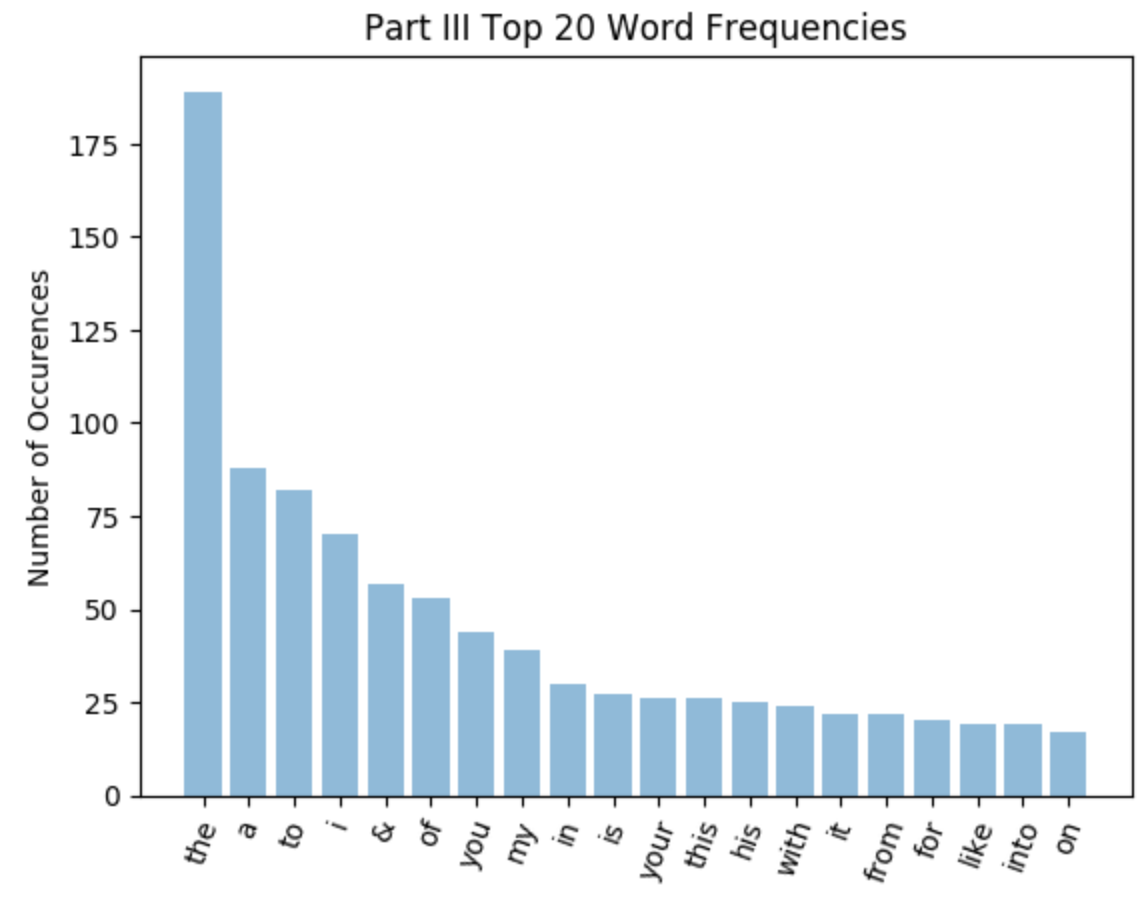 Part III Top 20 Word Frequencies
Number of Occurences
175
150
125
100
75
50
25
0
the a to i & of you my in is your this his with it from for like into on